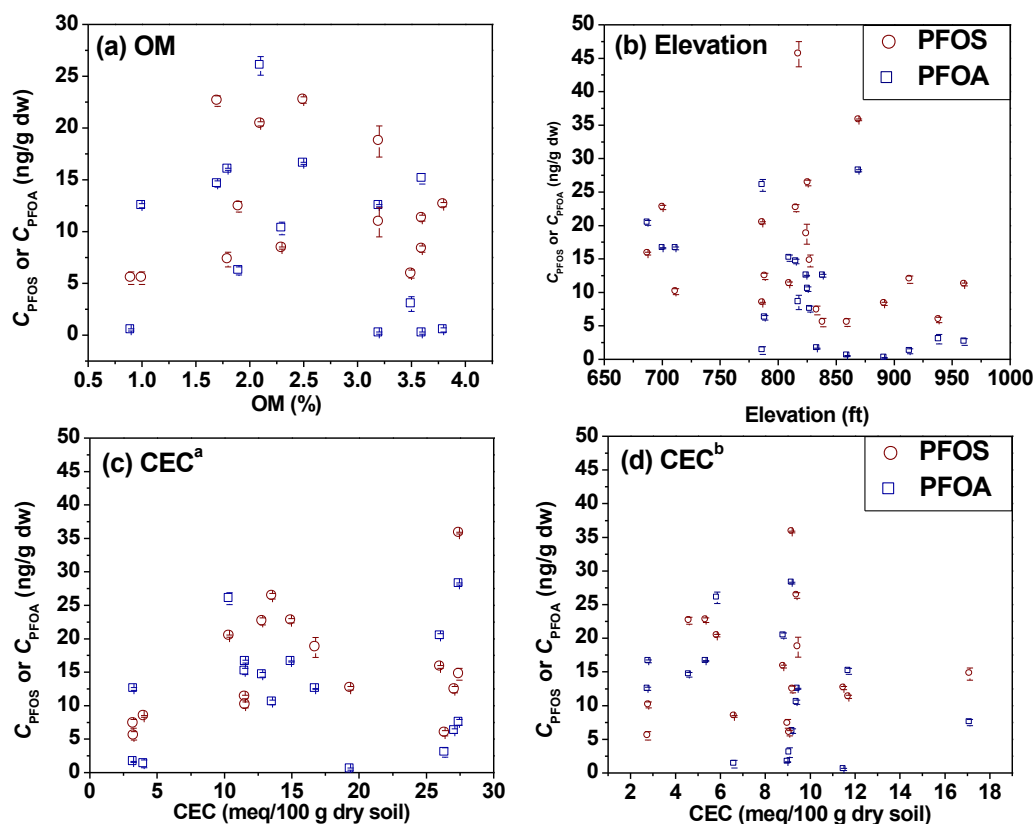 (a) OM
30
25
20
15
10
5
0
C_PFOS or C_PFOA (ng/g dw)
0.5 1.0 1.5 2.0 2.5 3.0 3.5 4.0
OM (%)
(b) Elevation
PFOS
PFOA
50
45
40
35
30
25
20
15
10
5
0
C_PFOS or C_PFOA (ng/g dw)
650 700 750 800 850 900 950 1000
Elevation (ft)
(c) CEC^a
50
45
40
35
30
25
20
15
10
5
0
C_PFOS or C_PFOA (ng/g dw)
0 5 10 15 20 25 30
CEC (meq/100 g dry soil)
(d) CEC^b
PFOS
PFOA
50
45
40
35
30
25
20
15
10
5
0
C_PFOS or C_PFOA (ng/g dw)
2 4 6 8 10 12 14 16 18
CEC (meq/100 g dry soil)